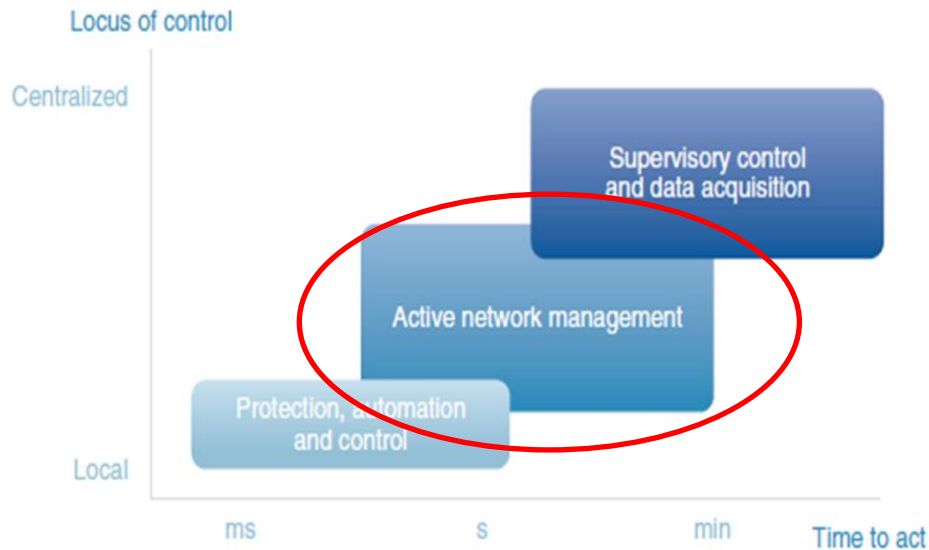 Locus of control
Centralized
Supervisory control
and data acquisition
Active network management
Protection, automation
and control
Local
ms
s
min
Time to act